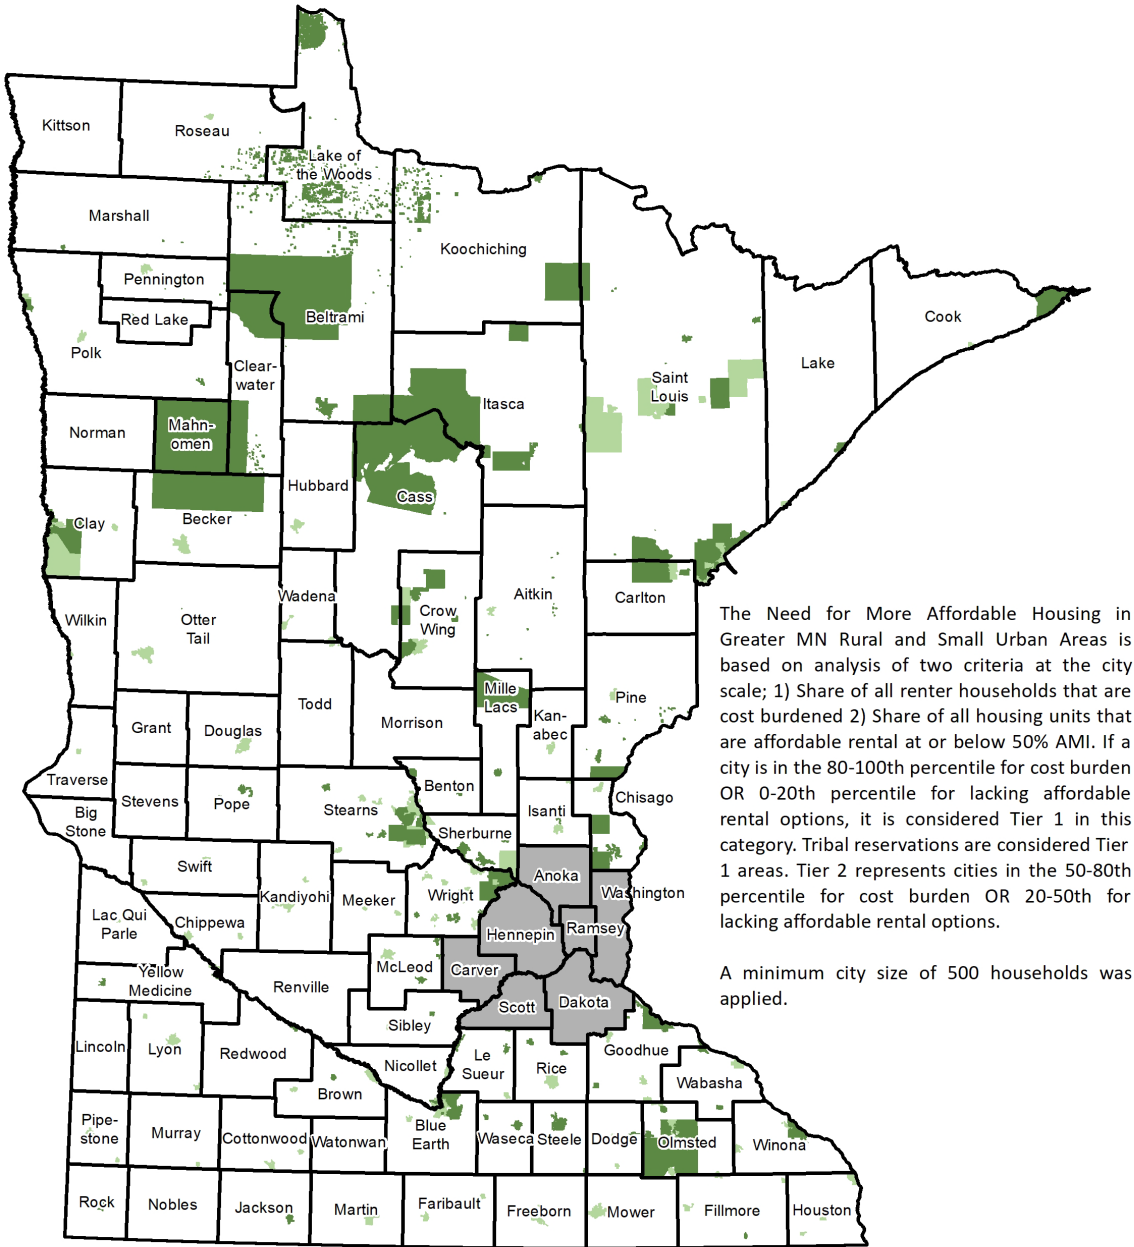 Kittson
Roseau
Lake of
the Woods
Marshall
Koochiching
Pennington
Red Lake
Beltrami
Cook
Polk
Clear-
water
Lake
Saint
Louis
Itasca
Norman
Mahn-
omen
Hubbard
Cass
Clay
Becker
Wadena
Aitkin
Carlton
Crow
Wing
Wilkin
Otter
Tail
Mille
Lacs
Pine
Todd
Kan-
abec
Morrison
Grant
Douglas
Traverse
Benton
Chisago
Stevens
Pope
Stearns
Isanti
Big
Stone
Sherburne
Swift
Anoka
Kandiyohi
Meeker
Wright
Washington
Lac Qui
Parle
Chippewa
Hennepin
Ramsey
McLeod
Carver
Yellow
Medicine
Renville
Scott
Dakota
Sibley
Lincoln
Lyon
Redwood
Nicollet
Le
Sueur
Rice
Goodhue
Wabasha
Brown
Pipe-
stone
Murray
Cottonwood
Watonwan
Blue
Earth
Waseca
Steele
Dodge
Olmsted
Winona
Rock
Nobles
Jackson
Martin
Faribault
Freeborn
Mower
Fillmore
Houston
The Need for More Affordable Housing in
Greater MN Rural and Small Urban Areas is
based on analysis of two criteria at the city
scale; 1) Share of all renter households that are
cost burdened 2) Share of all housing units that
are affordable rental at or below 50% AMI. If a
city is in the 80-100th percentile for cost burden
OR 0-20th percentile for lacking affordable
rental options, it is considered Tier 1 in this
category. Tribal reservations are considered Tier
1 areas. Tier 2 represents cities in the 50-80th
percentile for cost burden OR 20-50th for
lacking affordable rental options.
A minimum city size of 500 households was
applied.